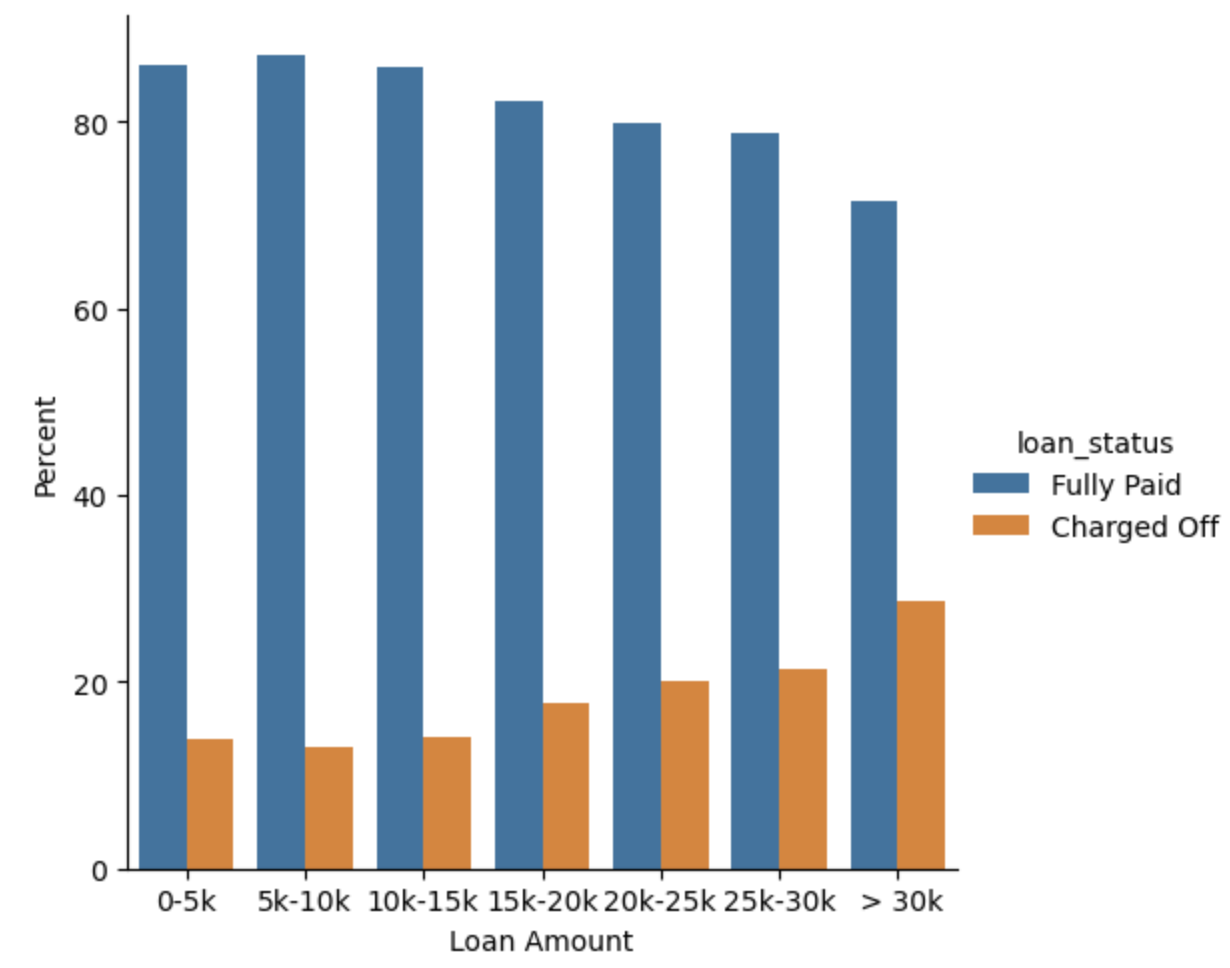 80
60
40
20
0
Percent
0-5k 5k-10k 10k-15k 15k-20k 20k-25k 25k-30k > 30k
Loan Amount
loan_status
Fully Paid
Charged Off